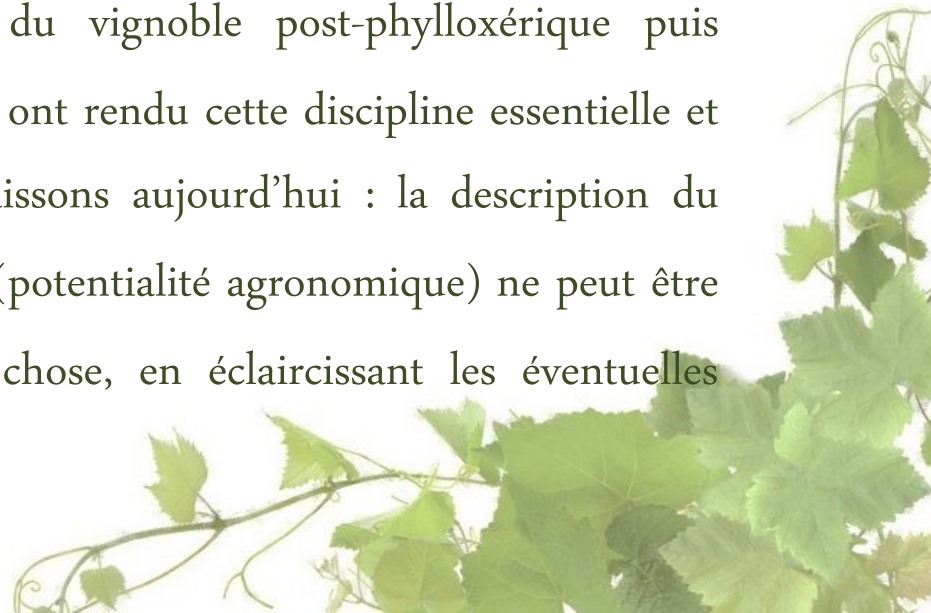 du vignoble post-phylloxérique puis
ont rendu cette discipline essentielle et
issons aujourd’hui : la description du
(potentialité agronomique) ne peut être
chose, en éclaircissant les éventuelles